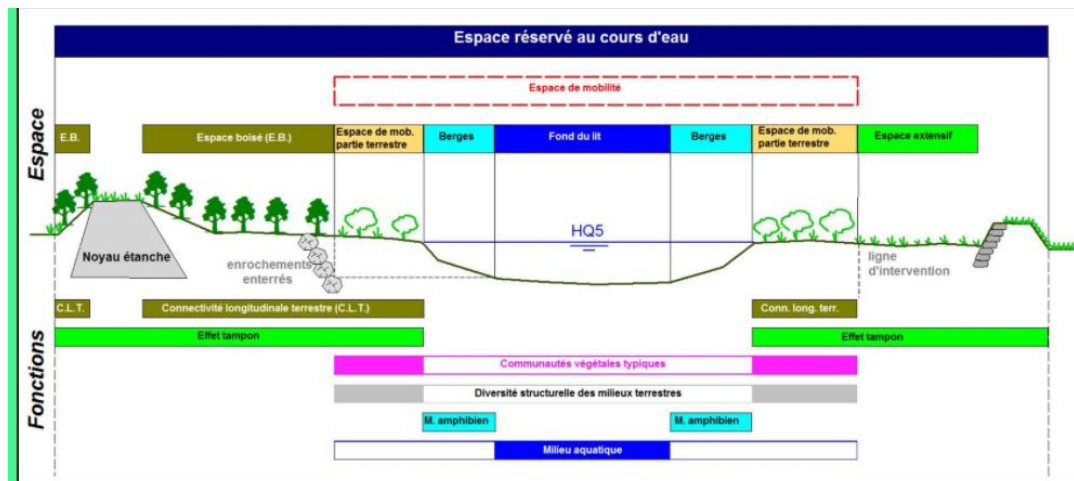 Espace réservé au cours d'eau
Espace
Espace de mobilité
E.B.
Espace boisé (E.B.)
Espace de mob.
partie terrestre
Berges
Fond du lit
Berges
Espace de mob.
partie terrestre
Espace extensif
HQ5
Noyau étanche
enrochements
enterrés
ligne
d'intervention
Fonctions
C.L.T.
Connectivité longitudinale terrestre (C.L.T.)
Conn. long. terr.
Effet tampon
Effet tampon
Communautés végétales typiques
Diversité structurelle des milieux terrestres
M. amphibien
M. amphibien
Milieu aquatique